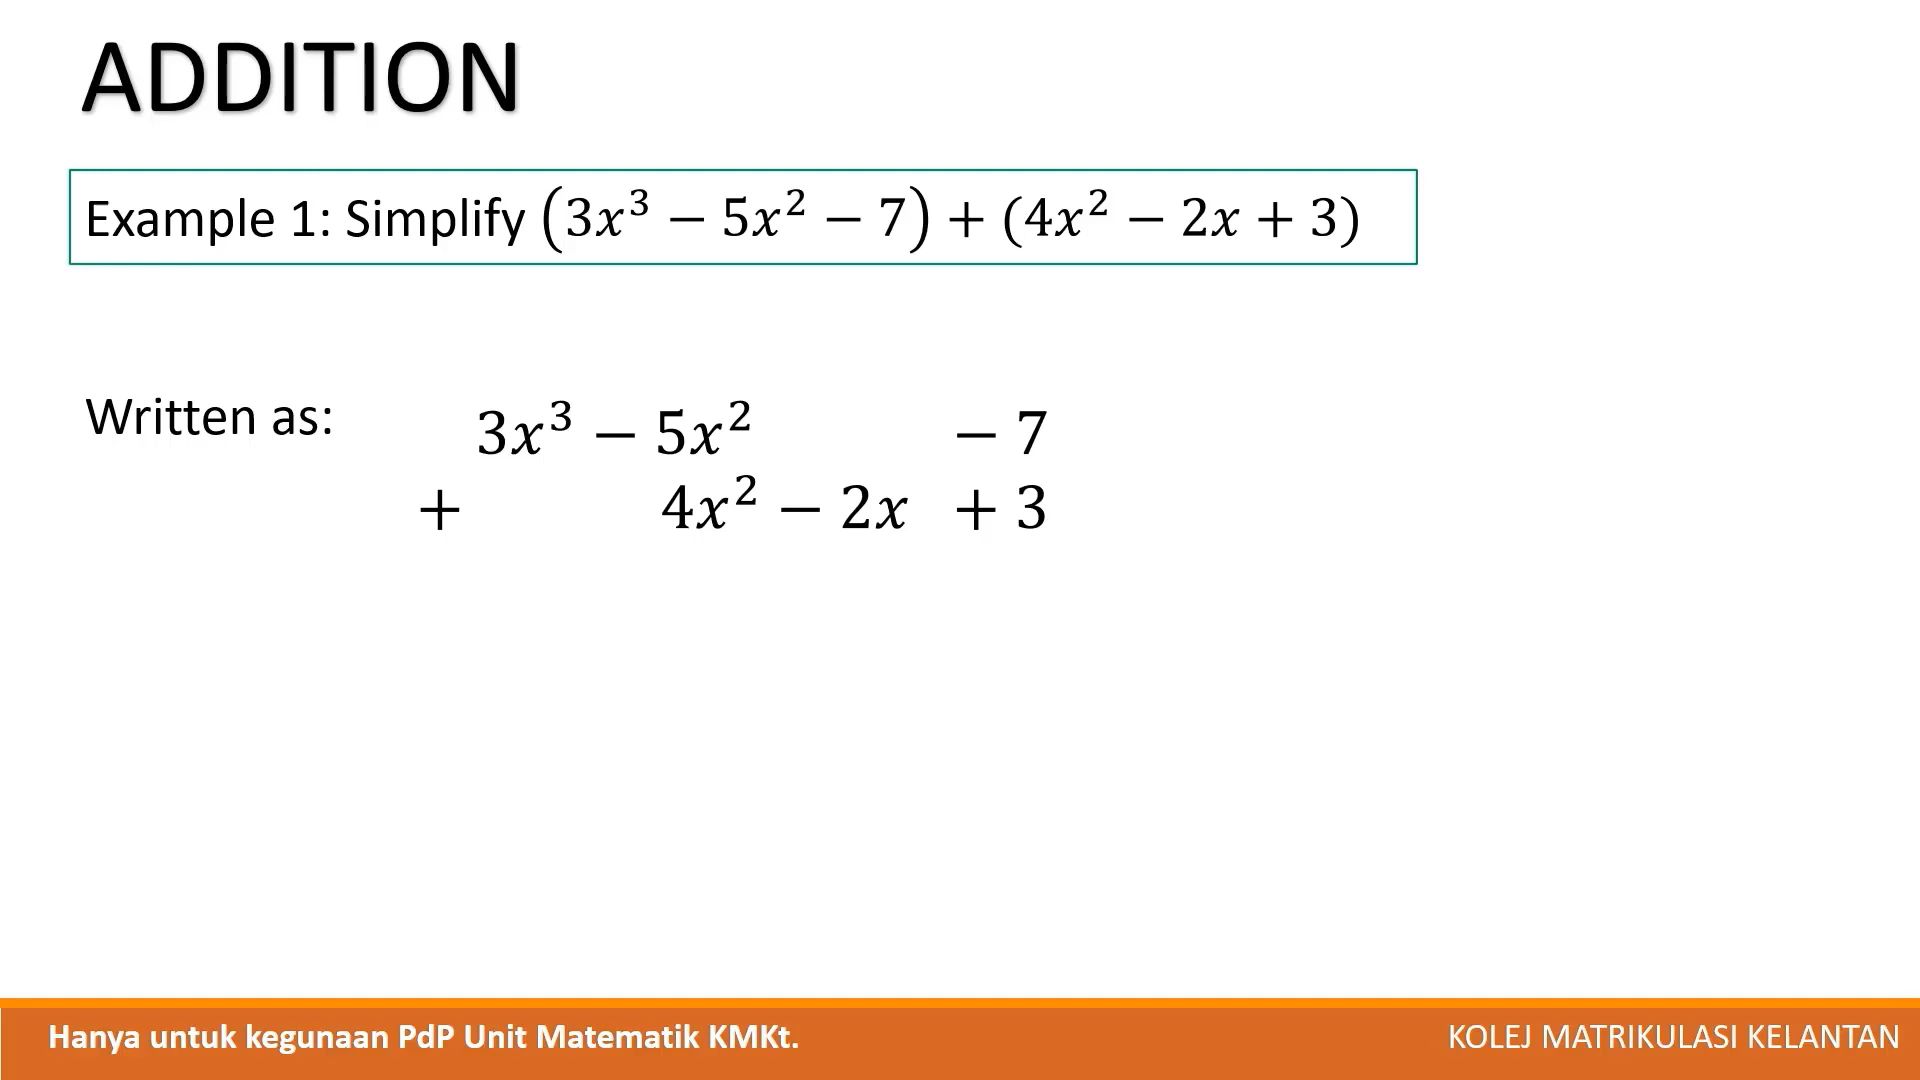 ADDITION
Example 1: Simplify (3x³ − 5x² − 7) + (4x² − 2x + 3)
Written as: 3x³ − 5x² − 7
+ 4x² − 2x + 3
Hanya untuk kegunaan PdP Unit Matematik KMKt. KOLEJ MATRIKULASI KELANTAN